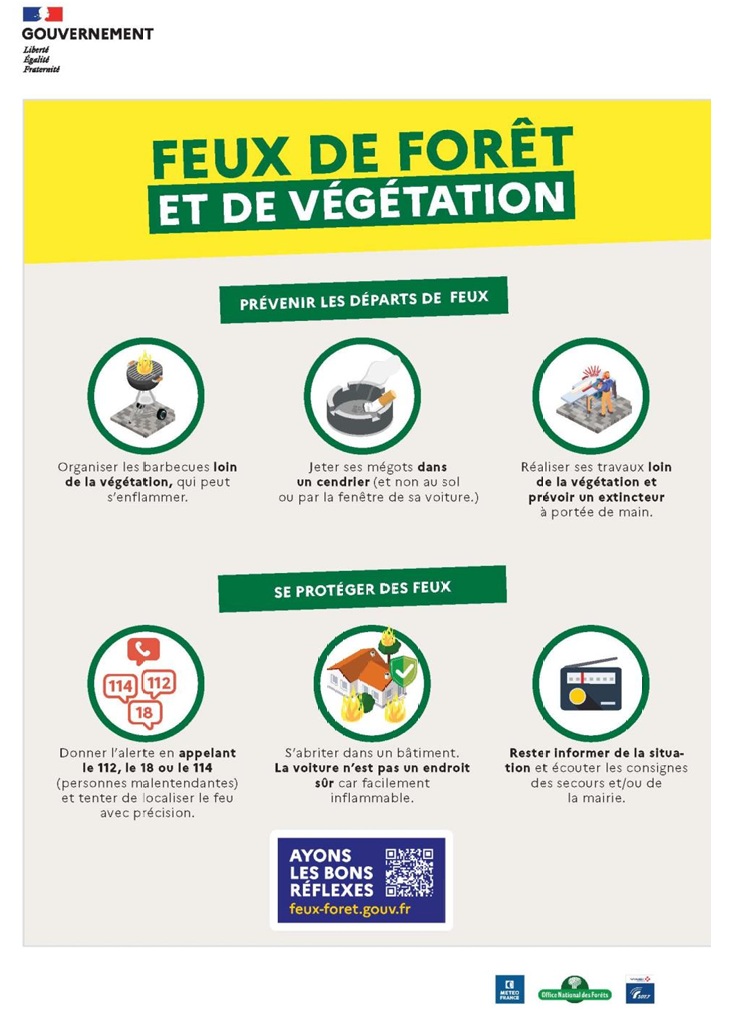 GOUVERNEMENT
Liberté
Égalité
Fraternité
FEUX DE FORÊT
ET DE VÉGÉTATION
PRÉVENIR LES DÉPARTS DE FEUX
Organiser les barbecues loin
de la végétation, qui peut
s’enflammer.
Jeter ses mégots dans
un cendrier (et non au sol
ou par la fenêtre de sa voiture.)
Réaliser ses travaux loin
de la végétation et
prévoir un extincteur
à portée de main.
SE PROTÉGER DES FEUX
114
112
18
Donner l’alerte en appelant
le 112, le 18 ou le 114
(personnes malentendantes)
et tenter de localiser le feu
avec précision.
S’abriter dans un bâtiment.
La voiture n’est pas un endroit
sûr car facilement
inflammable.
Rester informer de la situa-
tion et écouter les consignes
des secours et/ou de
la mairie.
AYONS
LES BONS
RÉFLEXES
feux-foret.gouv.fr
METEO
FRANCE
Office National des Forêts